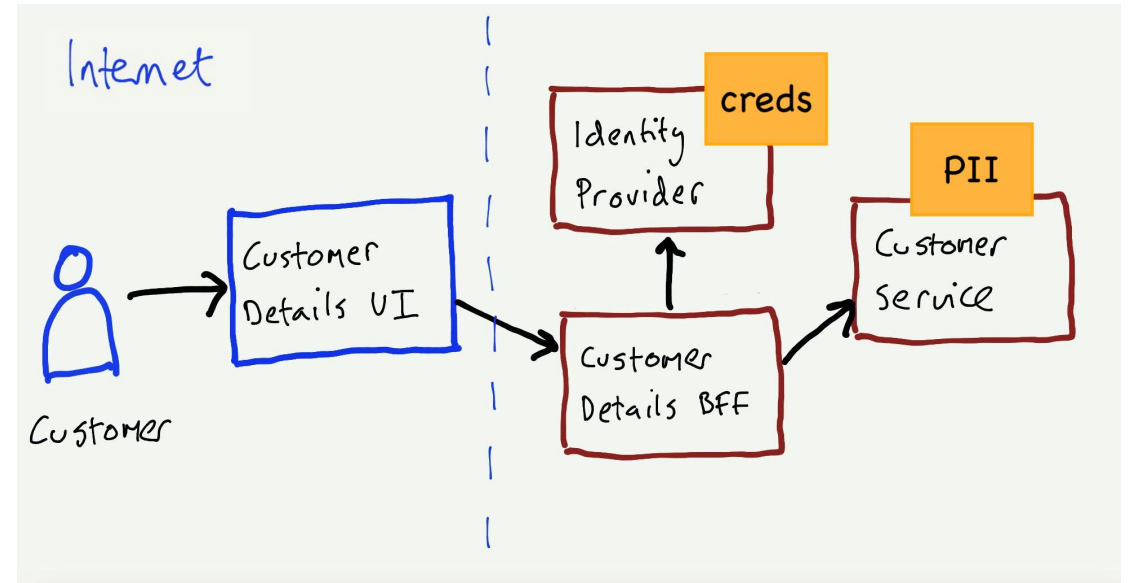 Internet
creds
Identity
Provider
PII
Customer
Service
Customer
Details UI
Customer
Details BFF
Customer